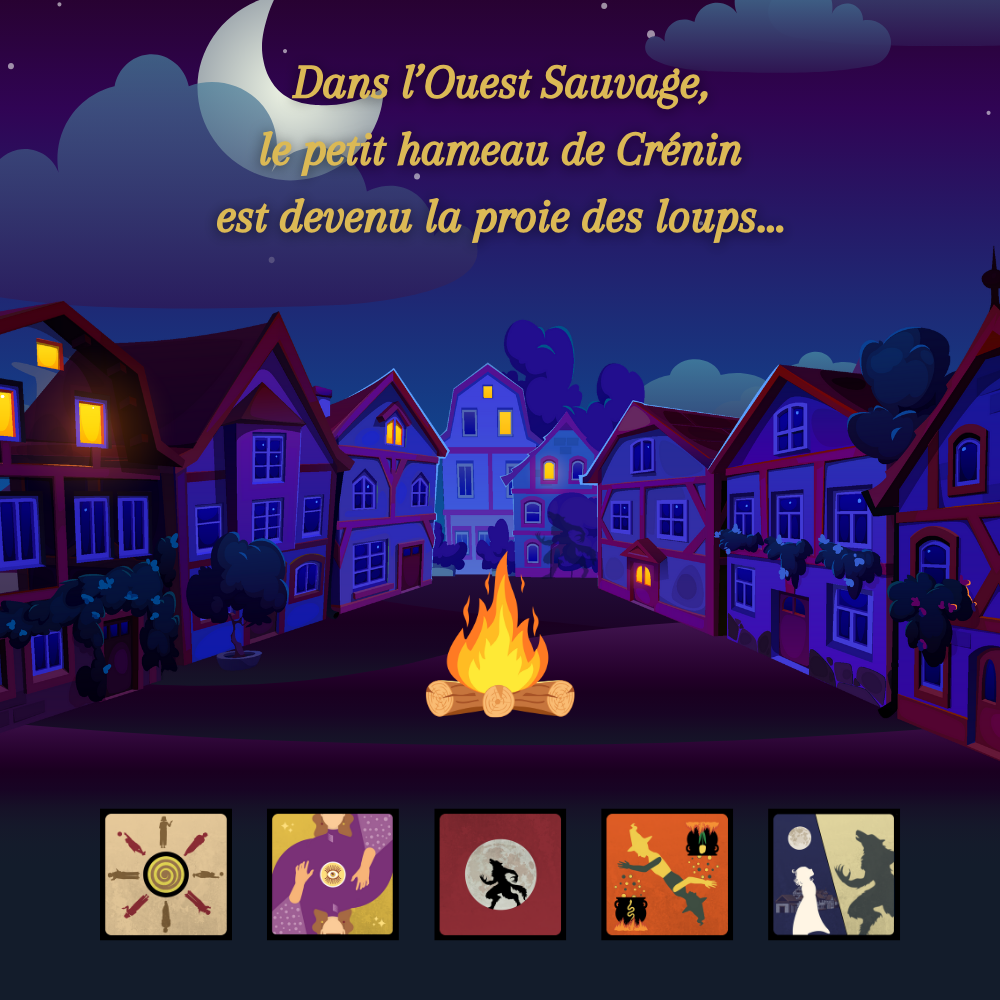 Dans l’Ouest Sauvage,
le petit hameau de Crénin
est devenu la proie des loups...